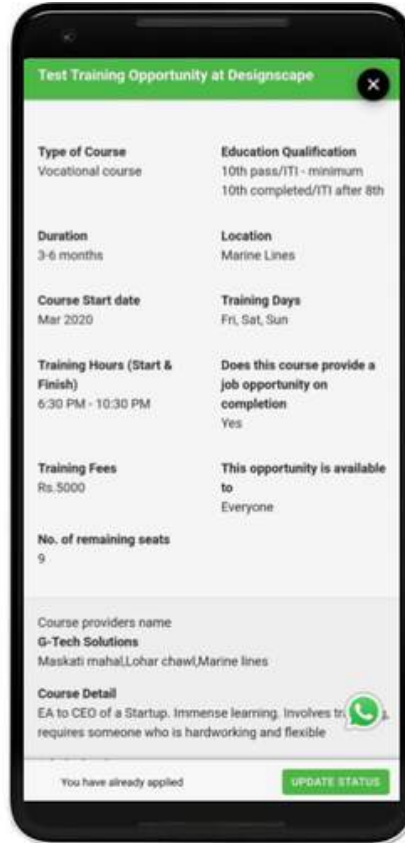 Test Training Opportunity at Designscape
Type of Course
Vocational course
Education Qualification
10th pass/ITI - minimum
10th completed/ITI after 8th
Duration
3-6 months
Location
Marine Lines
Course Start date
Mar 2020
Training Days
Fri, Sat, Sun
Training Hours (Start &
Finish)
6:30 PM - 10:30 PM
Does this course provide a
job opportunity on
completion
Yes
Training Fees
Rs.5000
This opportunity is available
to
Everyone
No. of remaining seats
9
Course providers name
G-Tech Solutions
Maskati mahal,Lohar chawl,Marine lines
Course Detail
EA to CEO of a Startup. Immense learning. Involves
requires someone who is hardworking and flexible
You have already applied
UPDATE STATUS